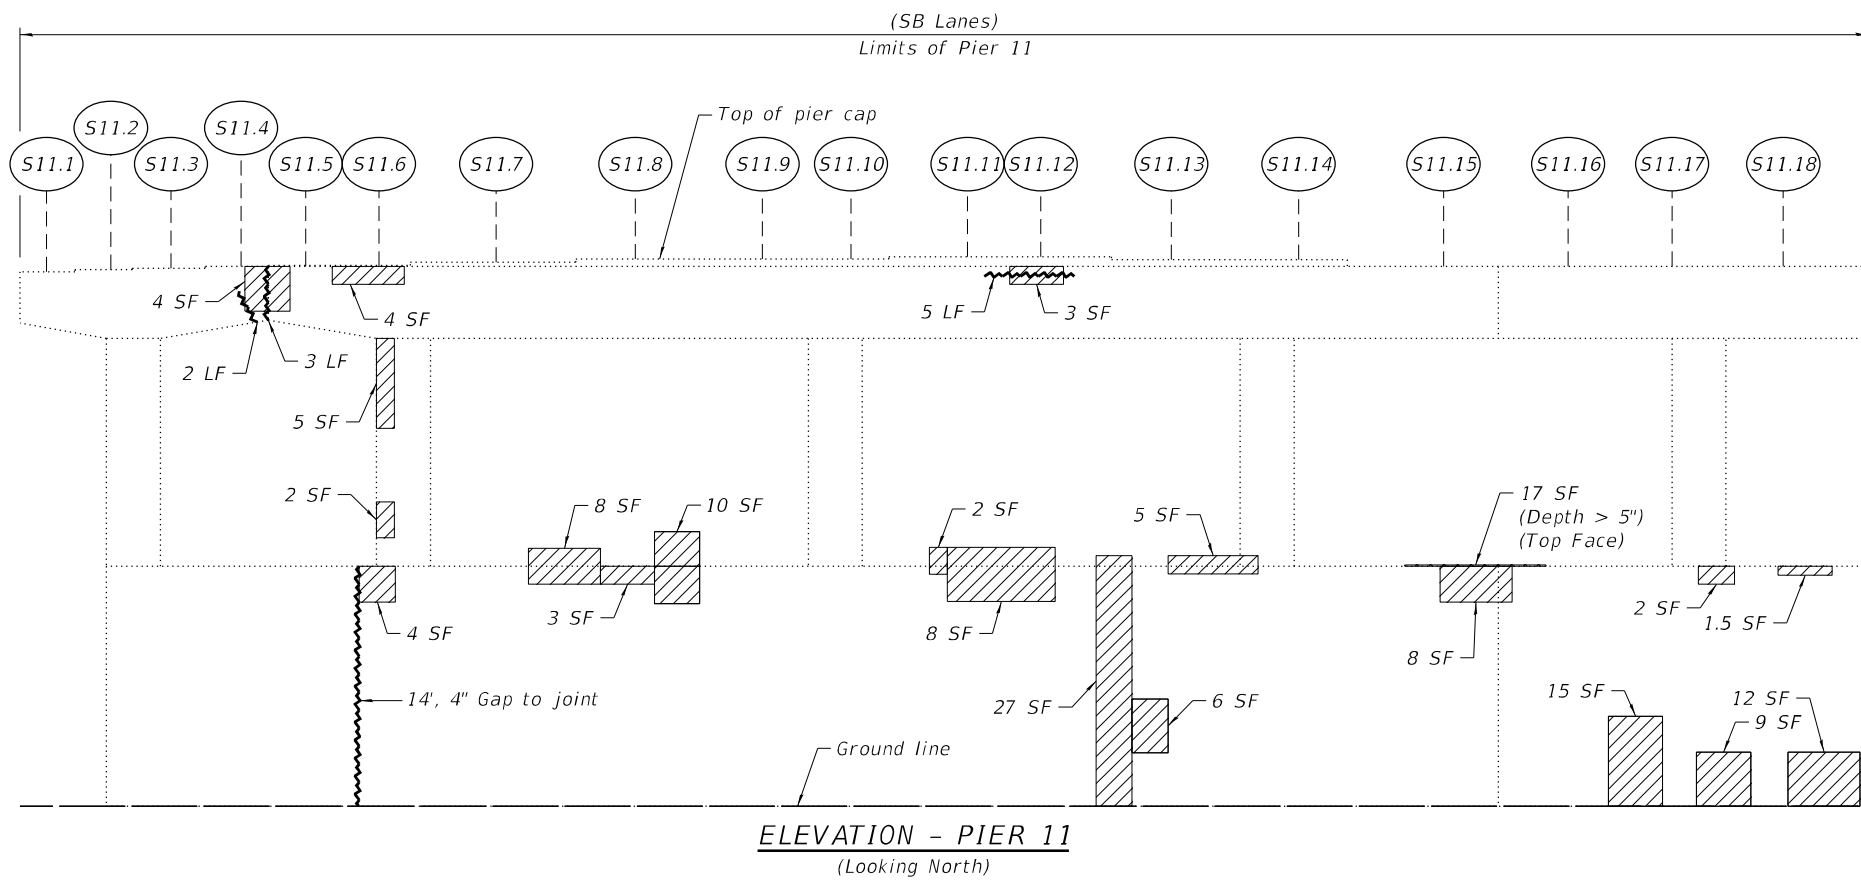 (SB Lanes)
Limits of Pier 11
Top of pier cap
S11.1
S11.2
S11.3
S11.4
S11.5
S11.6
S11.7
S11.8
S11.9
S11.10
S11.11
S11.12
S11.13
S11.14
S11.15
S11.16
S11.17
S11.18
4 SF
4 SF
5 LF
3 SF
2 LF
3 LF
5 SF
2 SF
8 SF
10 SF
2 SF
5 SF
17 SF
(Depth > 5")
(Top Face)
3 SF
4 SF
8 SF
8 SF
2 SF
1.5 SF
14', 4" Gap to joint
27 SF
6 SF
15 SF
12 SF
9 SF
Ground line
ELEVATION - PIER 11
(Looking North)